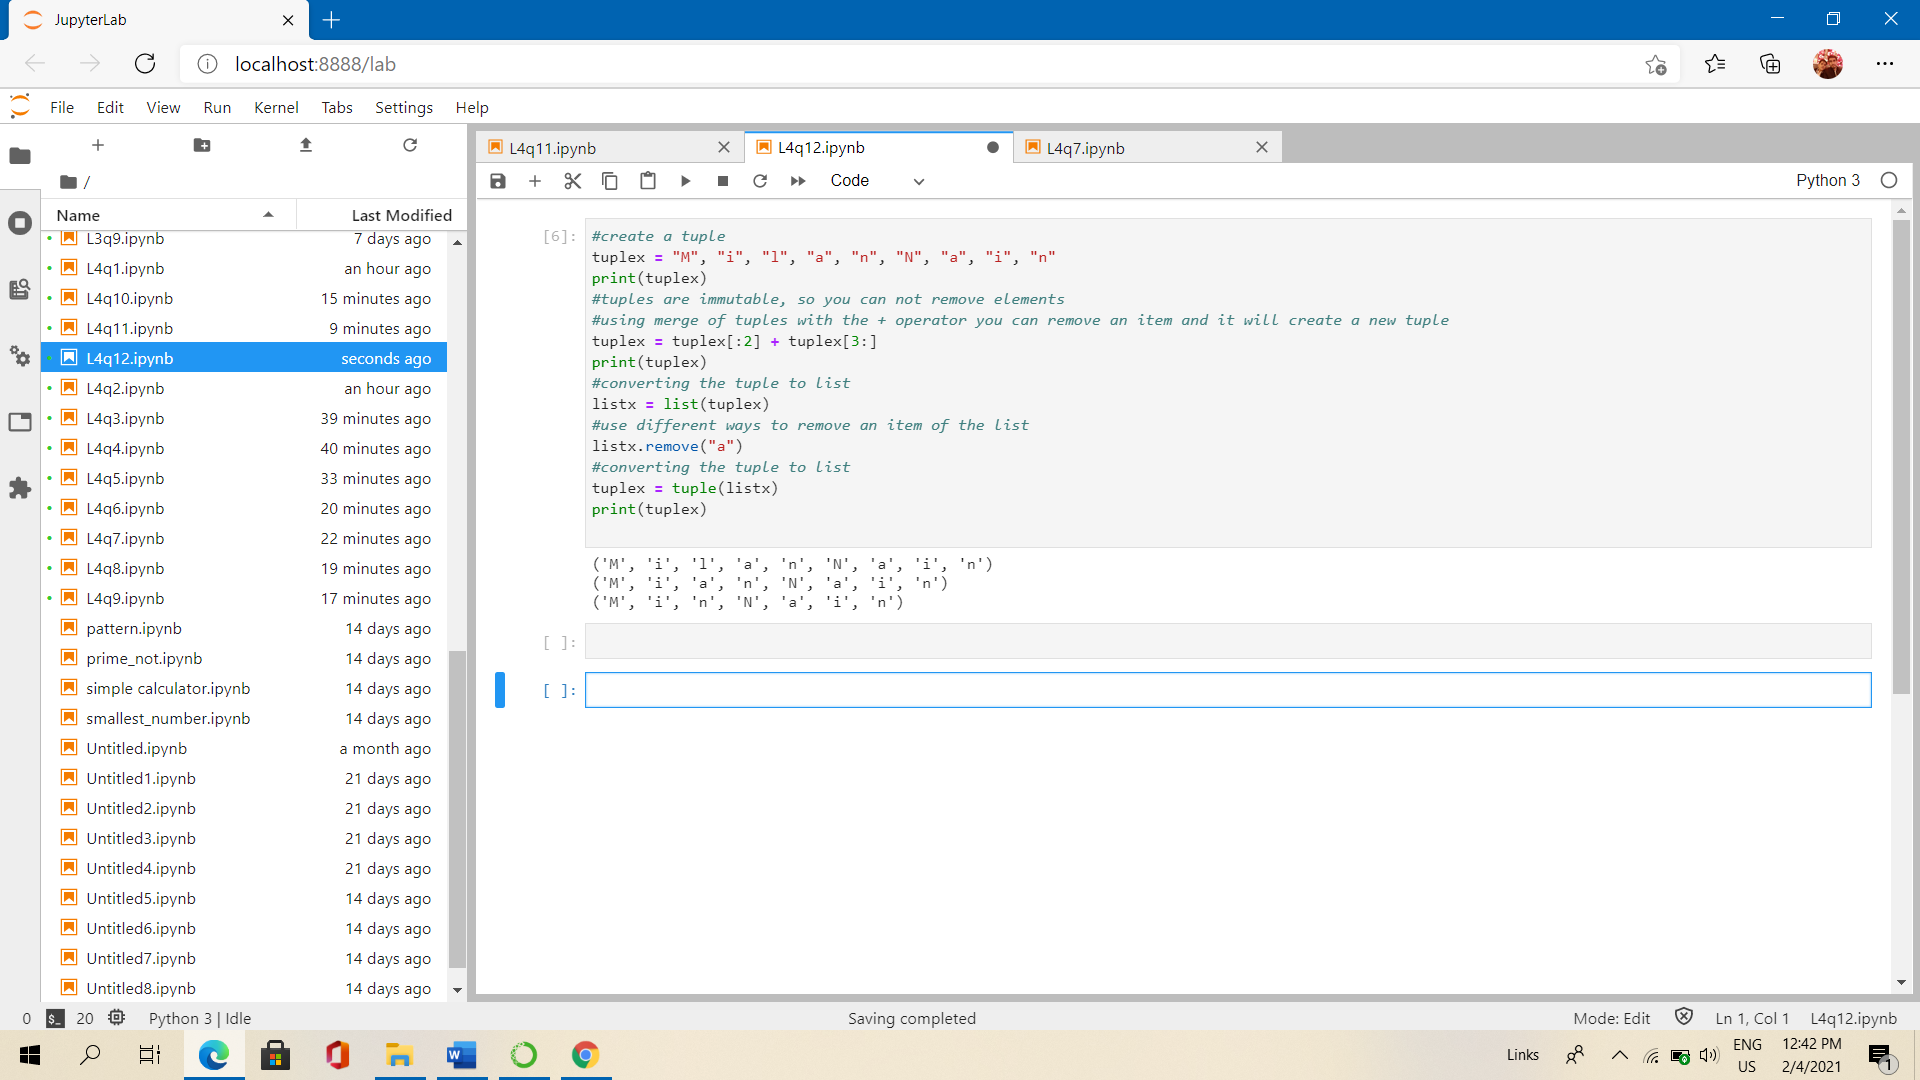 JupyterLab
localhost:8888/lab
File Edit View Run Kernel Tabs Settings Help
/
Name Last Modified
L3q9.ipynb 7 days ago
L4q1.ipynb an hour ago
L4q10.ipynb 15 minutes ago
L4q11.ipynb 9 minutes ago
L4q12.ipynb seconds ago
L4q2.ipynb an hour ago
L4q3.ipynb 39 minutes ago
L4q4.ipynb 40 minutes ago
L4q5.ipynb 33 minutes ago
L4q6.ipynb 20 minutes ago
L4q7.ipynb 22 minutes ago
L4q8.ipynb 19 minutes ago
L4q9.ipynb 17 minutes ago
pattern.ipynb 14 days ago
prime_not.ipynb 14 days ago
simple calculator.ipynb 14 days ago
smallest_number.ipynb 14 days ago
Untitled.ipynb a month ago
Untitled1.ipynb 21 days ago
Untitled2.ipynb 21 days ago
Untitled3.ipynb 21 days ago
Untitled4.ipynb 21 days ago
Untitled5.ipynb 14 days ago
Untitled6.ipynb 14 days ago
Untitled7.ipynb 14 days ago
Untitled8.ipynb 14 days ago
L4q11.ipynb L4q12.ipynb L4q7.ipynb
Code Python 3
[6]: #create a tuple
tuplex = "M", "i", "l", "a", "n", "N", "a", "i", "n"
print(tuplex)
#tuples are immutable, so you can not remove elements
#using merge of tuples with the + operator you can remove an item and it will create a new tuple
tuplex = tuplex[:2] + tuplex[3:]
print(tuplex)
#converting the tuple to list
listx = list(tuplex)
#use different ways to remove an item of the list
listx.remove("a")
#converting the tuple to list
tuplex = tuple(listx)
print(tuplex)
('M', 'i', 'l', 'a', 'n', 'N', 'a', 'i', 'n')
('M', 'i', 'a', 'n', 'N', 'a', 'i', 'n')
('M', 'i', 'n', 'N', 'a', 'i', 'n')
[ ]:
[ ]:
0 $_ 20 Python 3 | Idle Saving completed Mode: Edit Ln 1, Col 1 L4q12.ipynb
W Links ENG 12:42 PM
US 2/4/2021 1